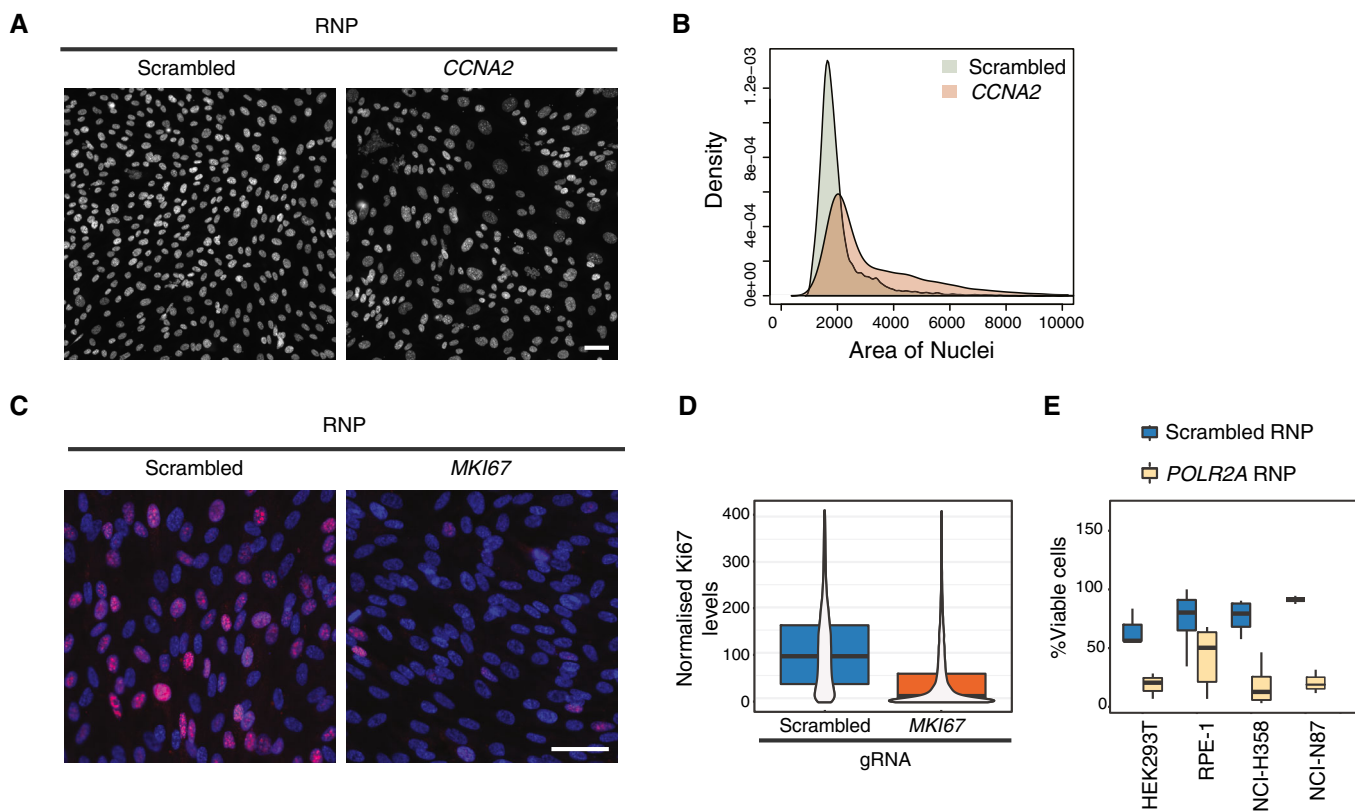 A
RNP
Scrambled
CCNA2
B
Scrambled
CCNA2
Density
0e+00
4e-04
8e-04
1.2e-03
0
2000
4000
6000
8000
10000
Area of Nuclei
C
RNP
Scrambled
MKI67
D
Normalised Ki67
levels
400
300
200
100
0
Scrambled
MKI67
gRNA
E
Scrambled RNP
POLR2A RNP
%Viable cells
150
100
50
0
HEK293T
RPE-1
NCI-H358
NCI-N87